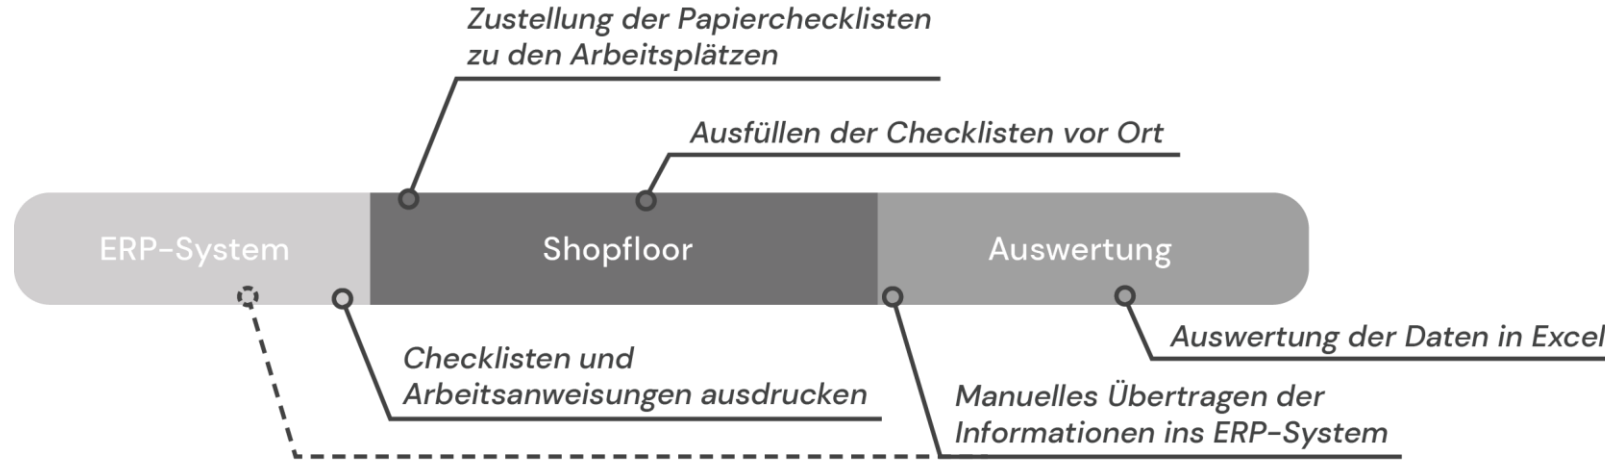 Zustellung der Papierchecklisten
zu den Arbeitsplätzen
Ausfüllen der Checklisten vor Ort
ERP-System
Shopfloor
Auswertung
Checklisten und
Arbeitsanweisungen ausdrucken
Auswertung der Daten in Excel
Manuelles Übertragen der
Informationen ins ERP-System